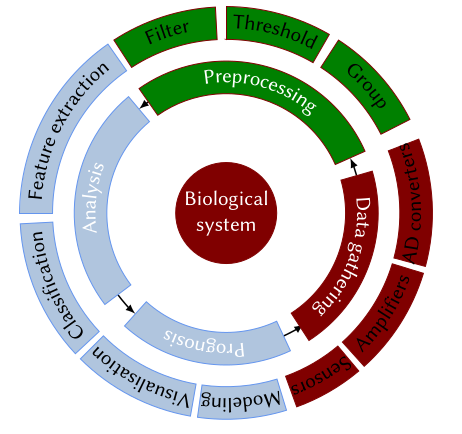 Filter
Threshold
Group
Feature extraction
Preprocessing
AD converters
Analysis
Biological
system
Data gathering
Classification
Amplifiers
Prognosis
Sensors
Visualisation
Modeling